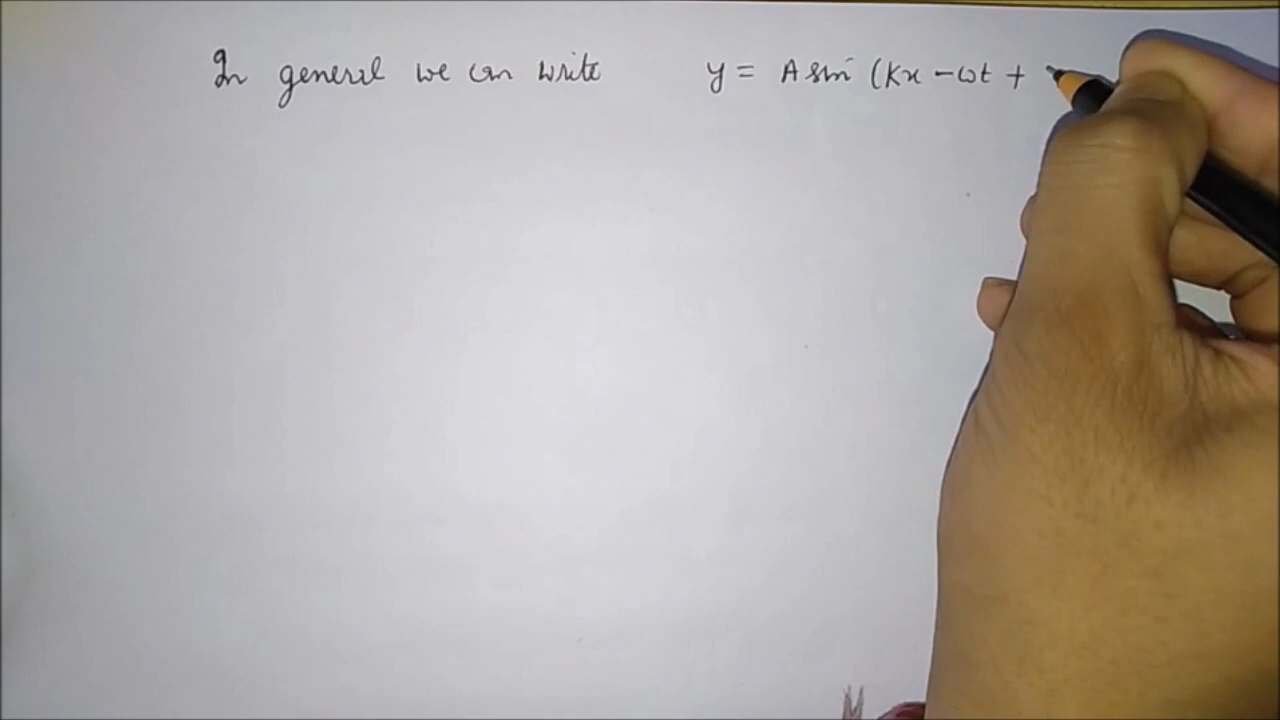 In general we can write y = A sin (Kx - ωt +